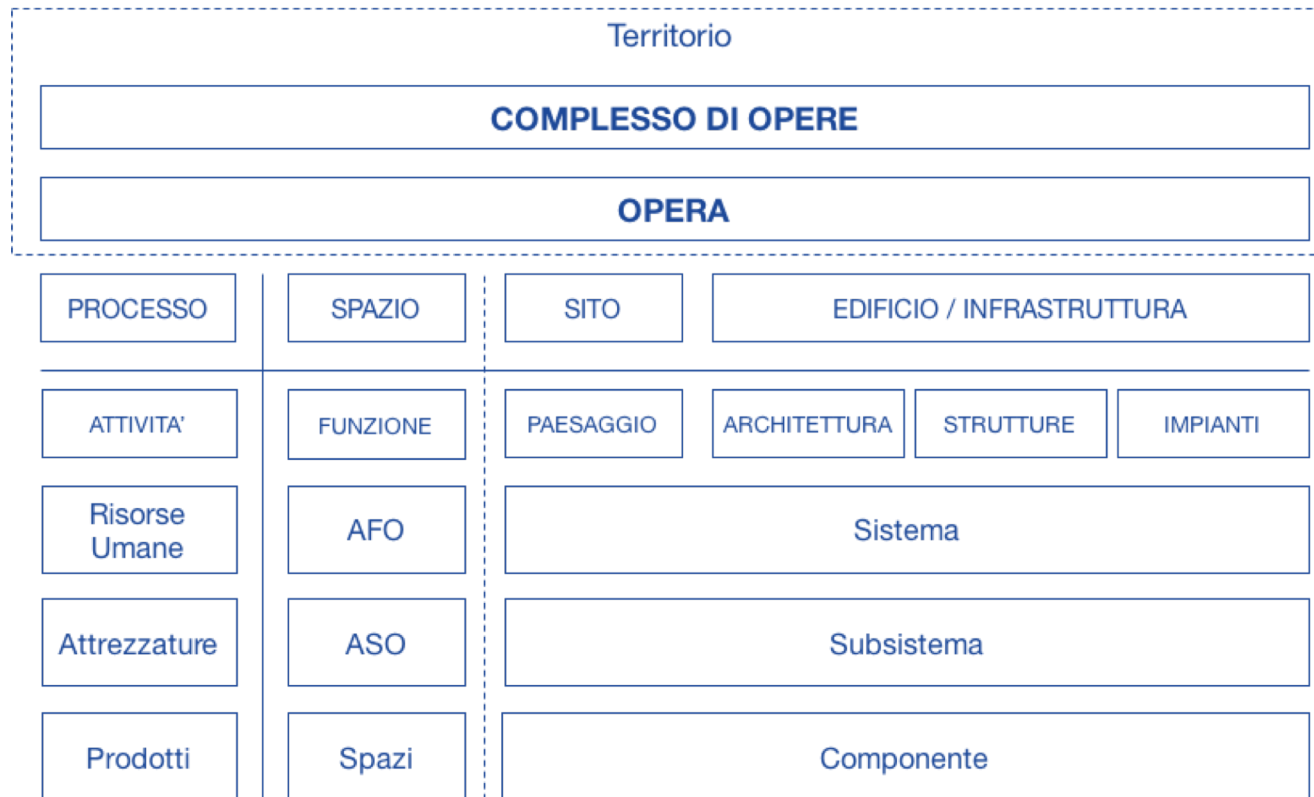 Territorio
COMPLESSO DI OPERE
OPERA
PROCESSO
SPAZIO
SITO
EDIFICIO / INFRASTRUTTURA
ATTIVITA'
FUNZIONE
PAESAGGIO
ARCHITETTURA
STRUTTURE
IMPIANTI
Risorse
Umane
AFO
Sistema
Attrezzature
ASO
Subsistema
Prodotti
Spazi
Componente